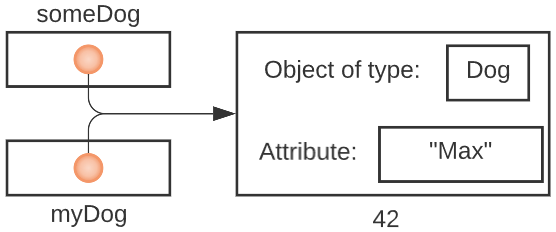 someDog
Object of type: Dog
Attribute: "Max"
myDog
42